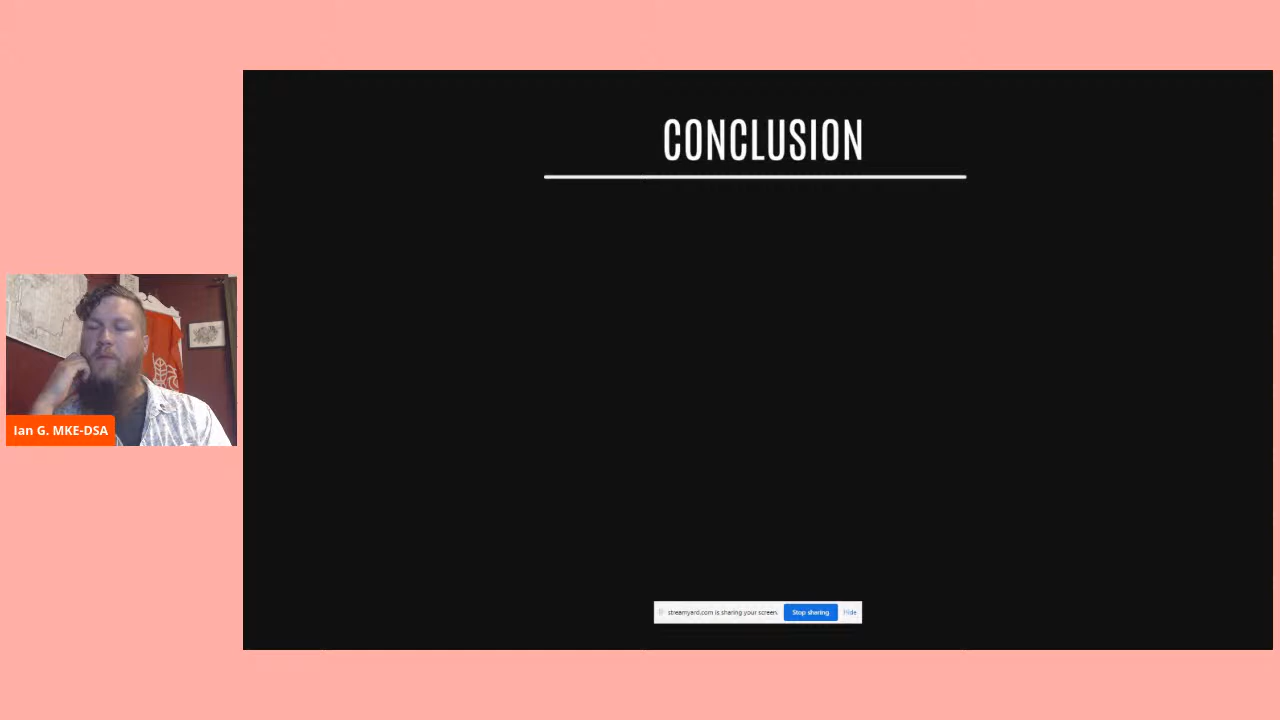 CONCLUSION
Ian G. MKE-DSA
streamyard.com is sharing your screen. Stop sharing Hide